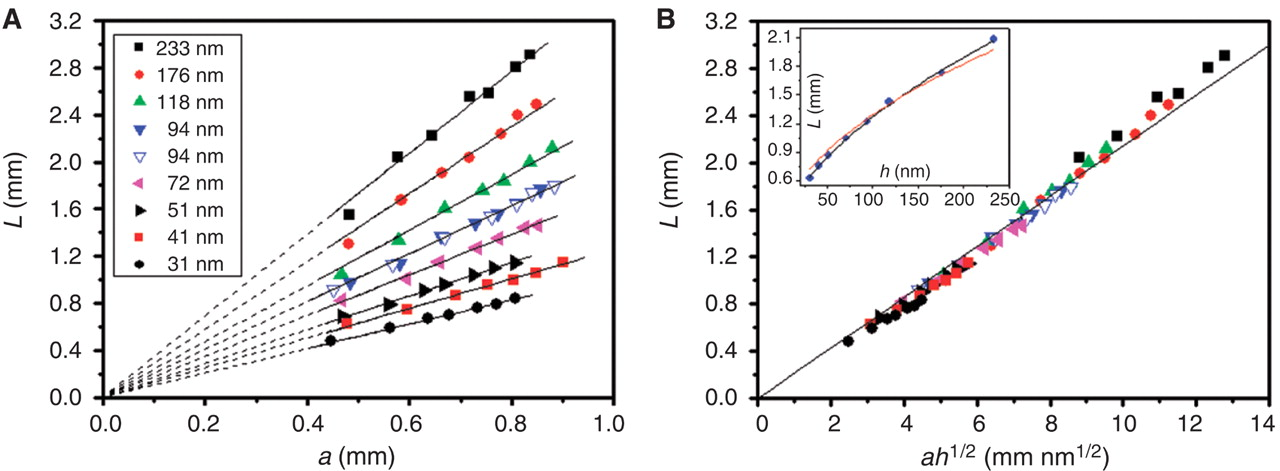 A
3.2
2.8
2.4
2.0
1.6
1.2
0.8
0.4
0.0
L (mm)
233 nm
176 nm
118 nm
94 nm
94 nm
72 nm
51 nm
41 nm
31 nm
0.0 0.2 0.4 0.6 0.8 1.0
a (mm)
B
3.2
2.8
2.4
2.0
1.6
1.2
0.8
0.4
0.0
L (mm)
2.1
1.8
1.5
1.2
0.9
0.6
L (mm)
h (nm)
50 100 150 200 250
0 2 4 6 8 10 12 14
ah1/2 (mm nm1/2)